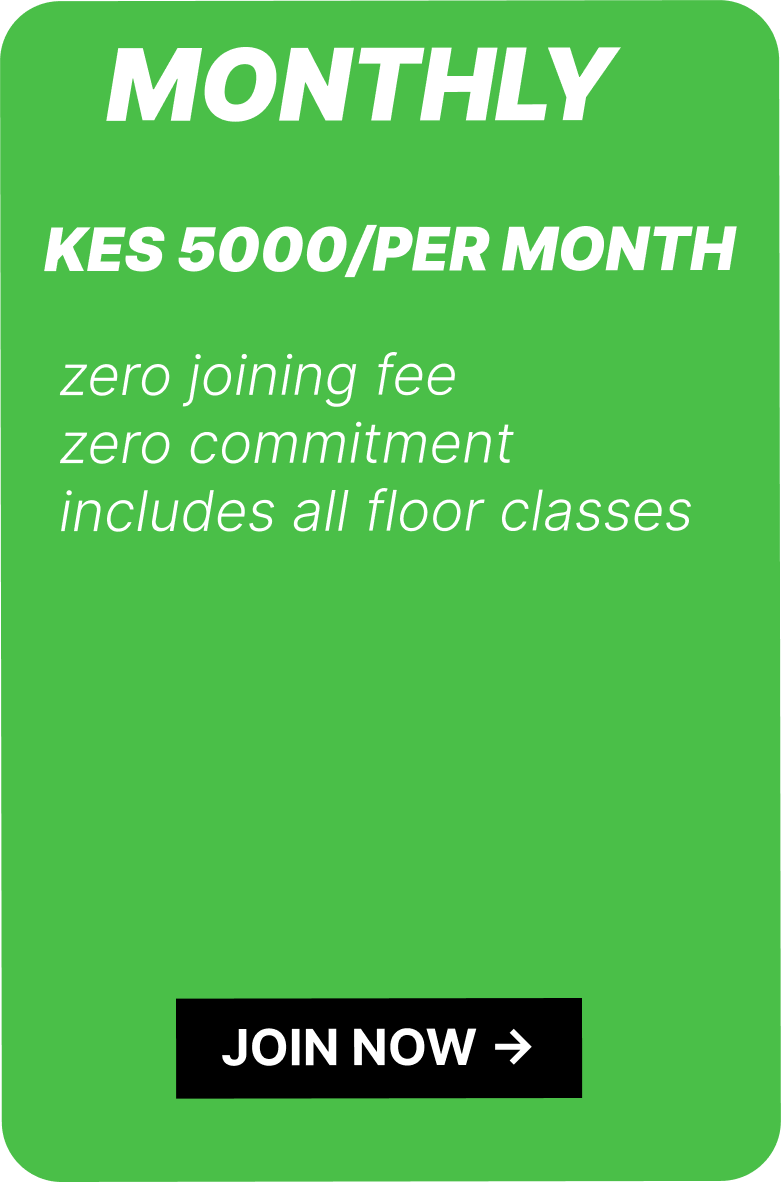 MONTHLY
KES 5000/PER MONTH
zero joining fee
zero commitment
includes all floor classes
JOIN NOW →